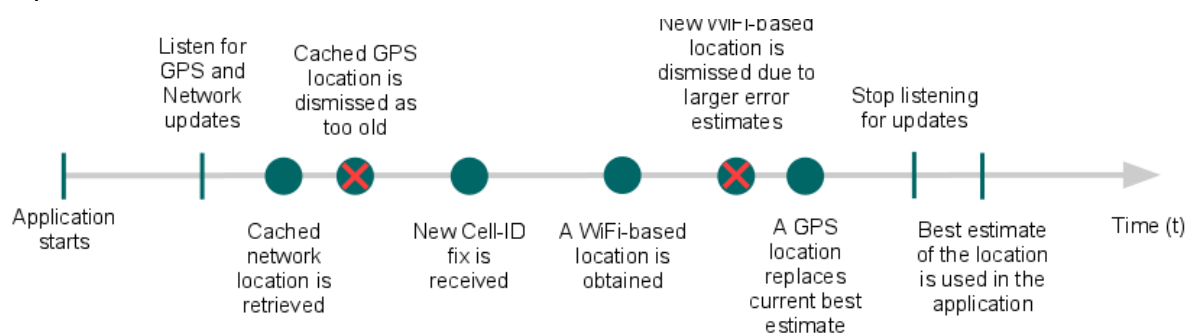 Listen for
GPS and
Network
updates
Cached GPS
location is
dismissed as
too old
New WiFi-based
location is
dismissed due to
larger error
estimates
Stop listening
for updates
Application
starts
Cached
network
location is
retrieved
New Cell-ID
fix is
received
A WiFi-based
location is
obtained
A GPS
location
replaces
current best
estimate
Best estimate
of the location
is used in the
application
Time (t)